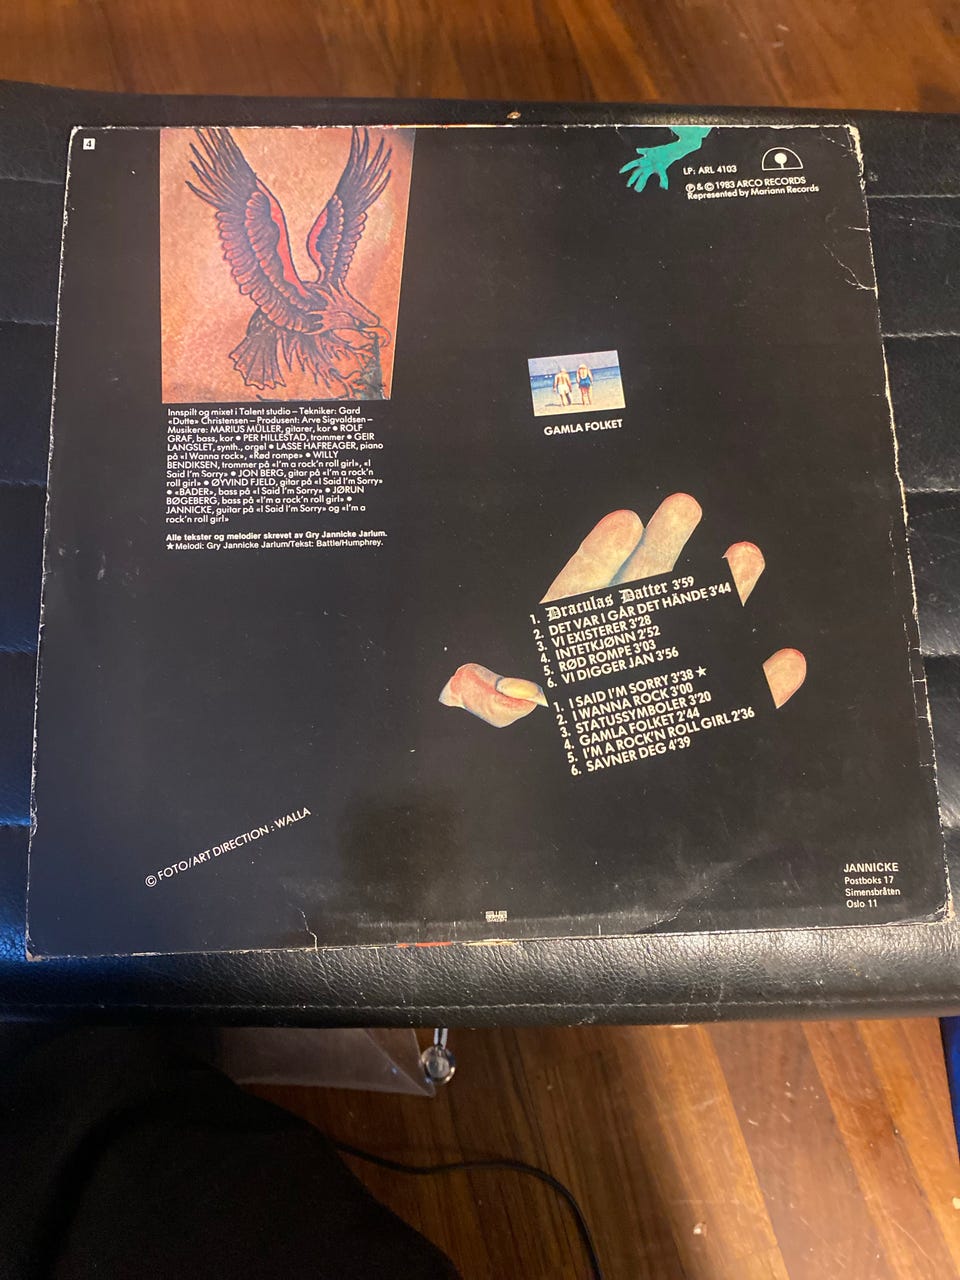 4
LP: ARL 4103
Ⓟ & © 1983 ARCO RECORDS
Represented by Mariann Records
Innspilt og mixet i Talent studio – Tekniker: Gard
«Dutte» Christensen – Produsent: Arve Sigvaldsen –
Musikere: MARIUS MÜLLER, gitarer, kor ● ROLF
GRAF, bass, kor ● PER HILLESTAD, trommer ● GEIR
LANGSLET, synth., orgel ● LASSE HAFREAGER, piano
på «I Wanna rock», «Rød rompe» ● WILLY
BENDIKSEN, trommer på «I'm a rock'n roll girl», «I
Said I'm Sorry» ● JON BERG, gitar på «I'm a rock'n
roll girl» ● ØYVIND FJELD, gitar på «I Said I'm Sorry»
● «BADER», bass på «I Said I'm Sorry» ● JØRUN
BØGEBERG, bass på «I'm a rock'n roll girl» ●
JANNICKE, guitar på «I Said I'm Sorry» og «I'm a
rock'n roll girl»
Alle tekster og melodier skrevet av Gry Jannicke Jarlum.
★ Melodi: Gry Jannicke Jarlum/Tekst: Battle/Humphrey.
GAMLA FOLKET
1. Draculas Datter 3'59
2. DET VAR I GÅR DET HÆNDE 3'44
3. VI EXISTERER 3'28
4. INTETKJØNN 2'52
5. RØD ROMPE 3'03
6. VI DIGGER JAN 3'56
1. I SAID I'M SORRY 3'38 ★
2. I WANNA ROCK 3'00
3. STATUSSYMBOLER 3'20
4. GAMLA FOLKET 2'44
5. I'M A ROCK'N ROLL GIRL 2'36
6. SAVNER DEG 4'39
© FOTO/ART DIRECTION : WALLA
JANNICKE
Postboks 17
Simensbråten
Oslo 11